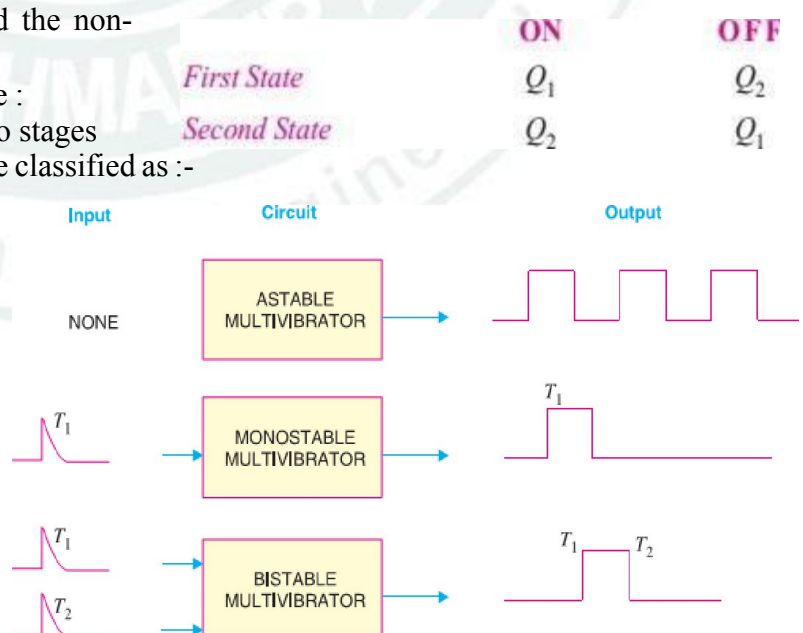 d the non-
ON OFF
First State Q1 Q2
e :
o stages
Second State Q2 Q1
e classified as :-
Input Circuit Output
NONE
ASTABLE
MULTIVIBRATOR
T1
T1
MONOSTABLE
MULTIVIBRATOR
T1
T1 T2
BISTABLE
MULTIVIBRATOR
T2